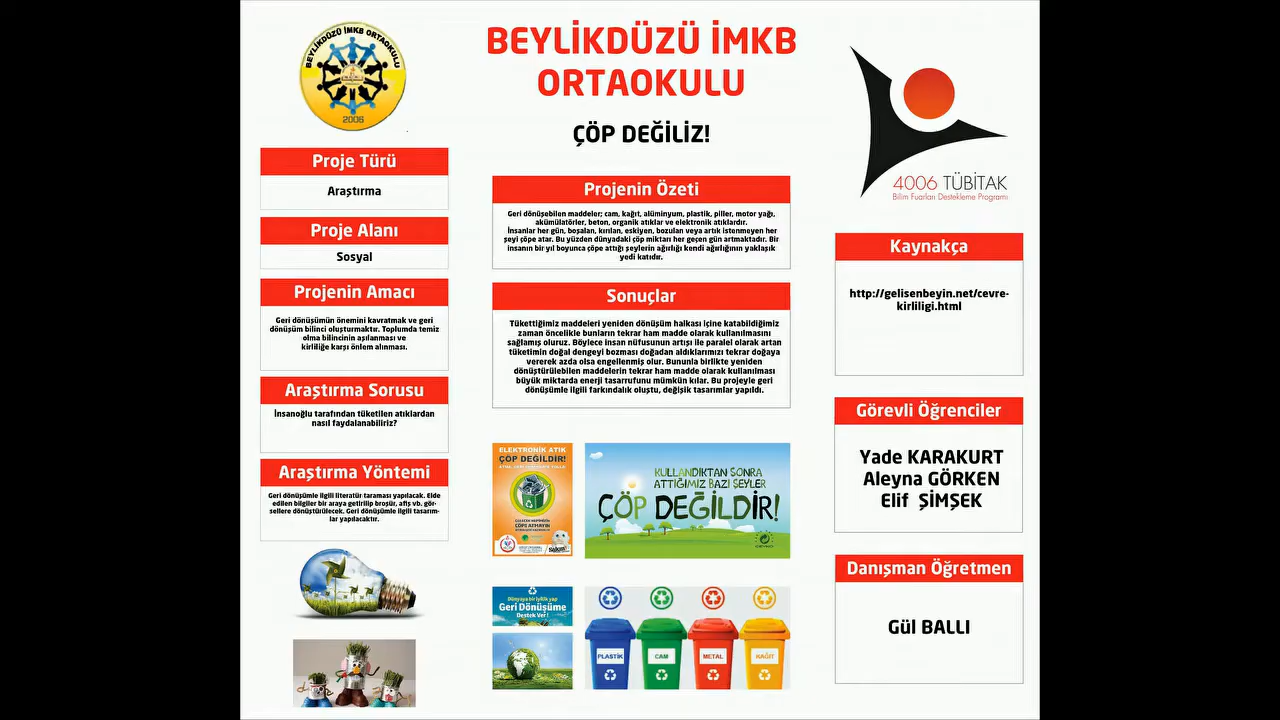 BEYLİKDÜZÜ İMKB ORTAOKULU
2006
BEYLİKDÜZÜ İMKB
ORTAOKULU
ÇÖP DEĞİLİZ!
4006 TÜBİTAK
Bilim Fuarları Destekleme Programı
Proje Türü
Araştırma
Proje Alanı
Sosyal
Projenin Amacı
Geri dönüşümün önemini kavratmak ve geri
dönüşüm bilinci oluşturmaktır. Toplumda temiz
olma bilincinin aşılanması ve
kirliliğe karşı önlem alınması.
Araştırma Sorusu
İnsanoğlu tarafından tüketilen atıklardan
nasıl faydalanabiliriz?
Araştırma Yöntemi
Geri dönüşümle ilgili literatür taraması yapılacak. Elde
edilen bilgiler bir araya getirilip broşür, afiş vb. gör-
sellere dönüştürülecek. Geri dönüşümle ilgili tasarım-
lar yapılacaktır.
Projenin Özeti
Geri dönüşebilen maddeler; cam, kağıt, alüminyum, plastik, piller, motor yağı,
akümülatörler, beton, organik atıklar ve elektronik atıklardır.
İnsanlar her gün, boşalan, kırılan, eskiyen, bozulan veya artık istenmeyen her
şeyi çöpe atar. Bu yüzden dünyadaki çöp miktarı her geçen gün artmaktadır. Bir
insanın bir yıl boyunca çöpe attığı şeylerin ağırlığı kendi ağırlığının yaklaşık
yedi katıdır.
Sonuçlar
Tükettiğimiz maddeleri yeniden dönüşüm halkası içine katabildiğimiz
zaman öncelikle bunların tekrar ham madde olarak kullanılmasını
sağlamış oluruz. Böylece insan nüfusunun artışı ile paralel olarak artan
tüketimin doğal dengeyi bozması doğadan aldıklarımızı tekrar doğaya
vererek azda olsa engellenmiş olur. Bununla birlikte yeniden
dönüştürülebilen maddelerin tekrar ham madde olarak kullanılması
büyük miktarda enerji tasarrufunu mümkün kılar. Bu projeyle geri
dönüşümle ilgili farkındalık oluştu, değişik tasarımlar yapıldı.
ELEKTRONİK ATIK
ÇÖP DEĞİLDİR!
KULLANDIKTAN SONRA
ATTIĞIMIZ BAZI ŞEYLER
ÇÖP DEĞİLDİR!
Dünyaya bir iyilik yap
Geri Dönüşüme
Destek Ver!
PLASTİK
CAM
METAL
KAĞIT
Kaynakça
http://gelisenbeyin.net/cevre-
kirliligi.html
Görevli Öğrenciler
Yade KARAKURT
Aleyna GÖRKEN
Elif ŞİMŞEK
Danışman Öğretmen
Gül BALLI